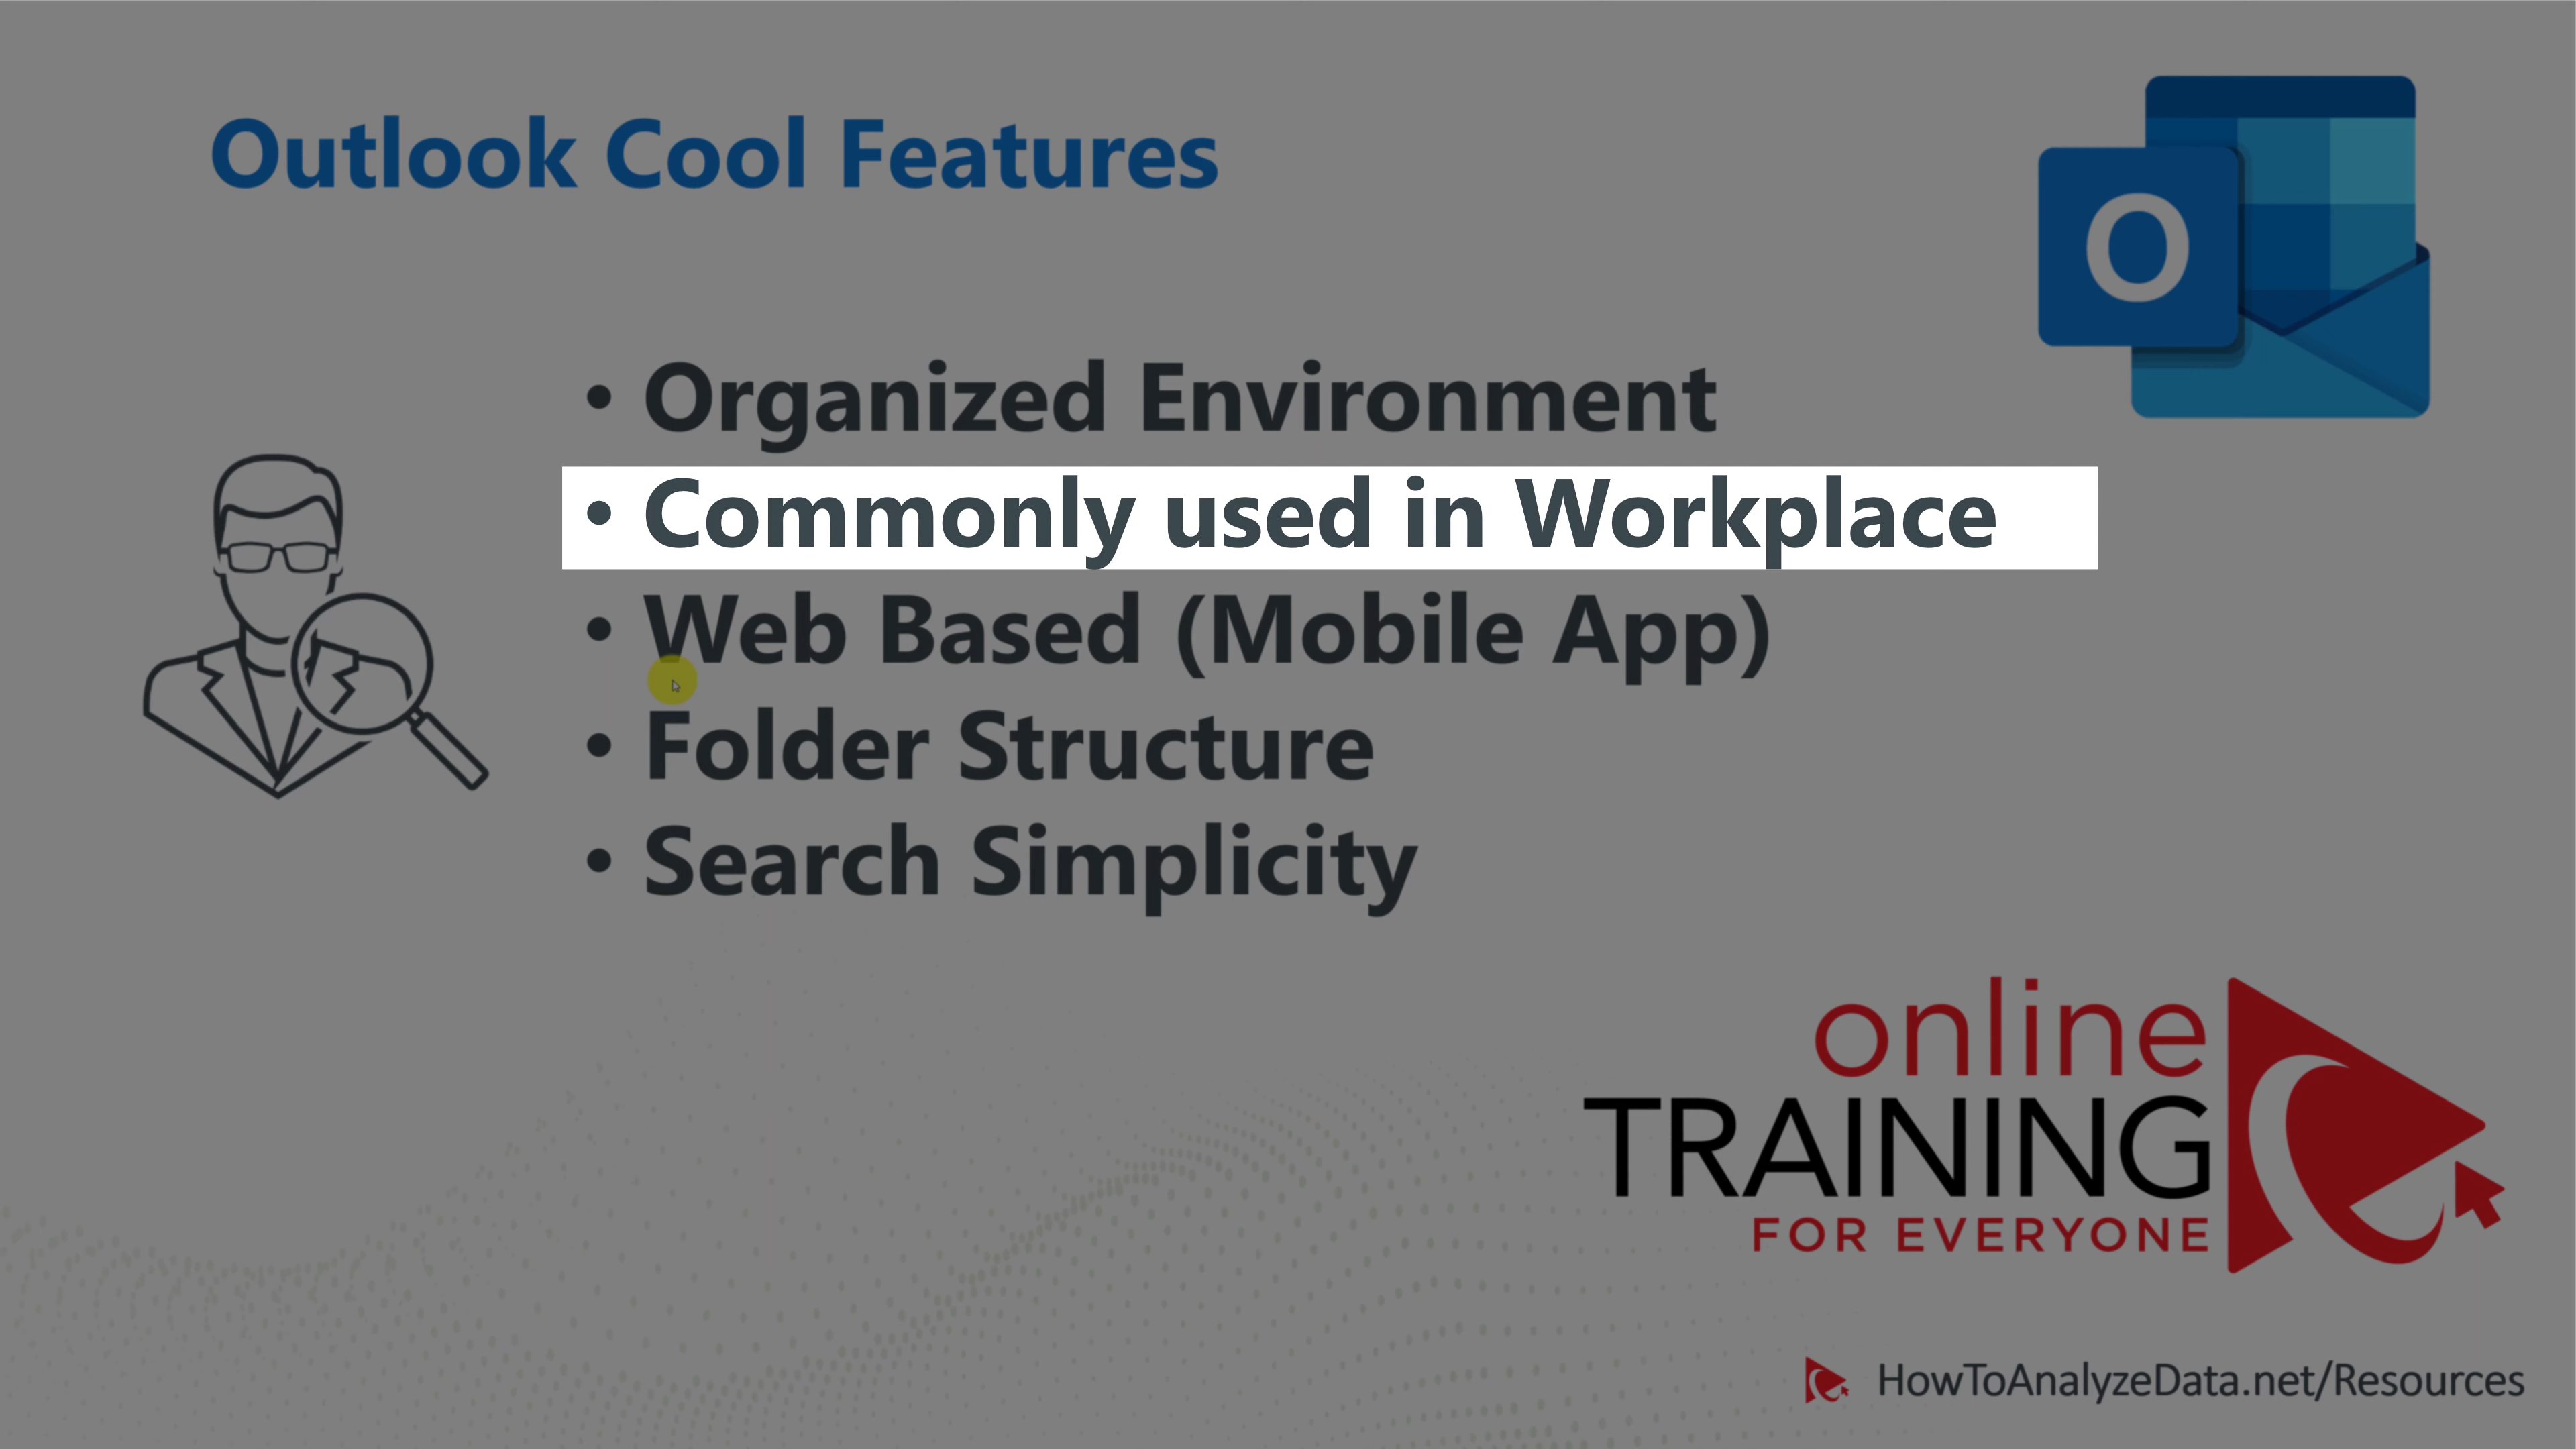 Outlook Cool Features
O
• Organized Environment
• Commonly used in Workplace
• Web Based (Mobile App)
• Folder Structure
• Search Simplicity
online
TRAINING
FOR EVERYONE
HowToAnalyzeData.net/Resources